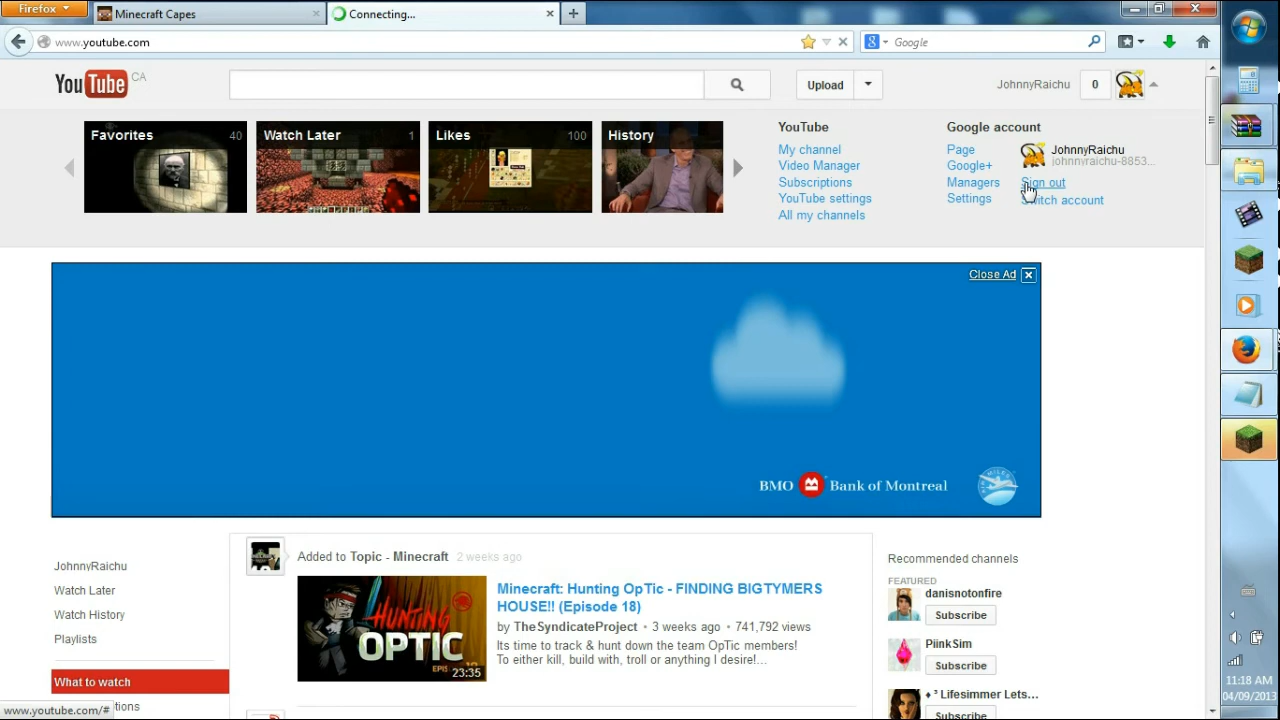 Firefox
Minecraft Capes
Connecting...
www.youtube.com
Google
YouTube CA
Upload
JohnnyRaichu
0
Favorites 40
Watch Later 1
Likes 100
History
YouTube
My channel
Video Manager
Subscriptions
YouTube settings
All my channels
Google account
Page
Google+
Managers
Settings
JohnnyRaichu
johnnyraichu-8853...
Sign out
Switch account
Close Ad
BMO Bank of Montreal
JohnnyRaichu
Watch Later
Watch History
Playlists
What to watch
Added to Topic - Minecraft 2 weeks ago
HUNTING
OPTIC
23:35
Minecraft: Hunting OpTic - FINDING BIGTYMERS
HOUSE!! (Episode 18)
by TheSyndicateProject • 3 weeks ago • 741,792 views
Its time to track & hunt down the team OpTic members!
To either kill, build with, troll or anything I desire!...
Recommended channels
FEATURED
danisnotonfire
Subscribe
PiinkSim
Subscribe
Lifesimmer Lets...
Subscribe
www.youtube.com/#
11:18 AM
04/09/2013